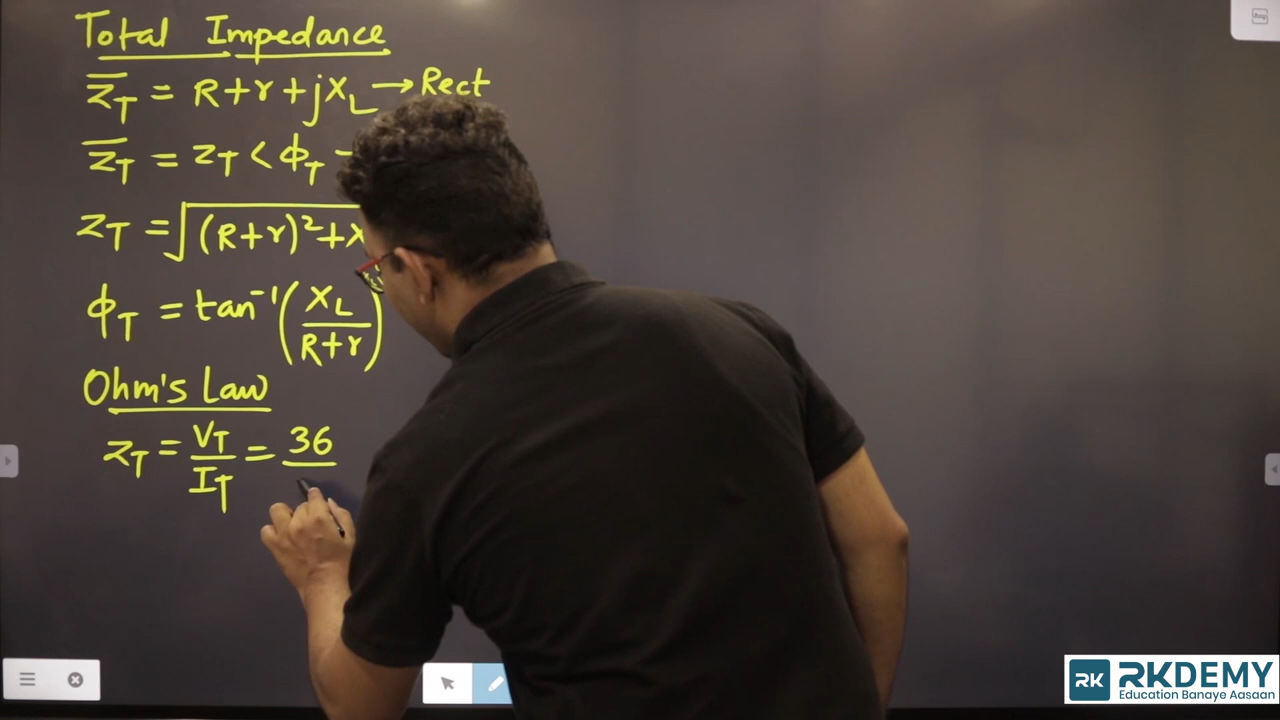 Total Impedance
Z̅T = R+r+jXL → Rect
Z̅T = ZT < ϕT -
ZT = √(R+r)²+X
ϕT = tan⁻¹(XL/R+r)
Ohm's Law
ZT = VT/IT = 36
RK RKDEMY
Education Banaye Aasaan